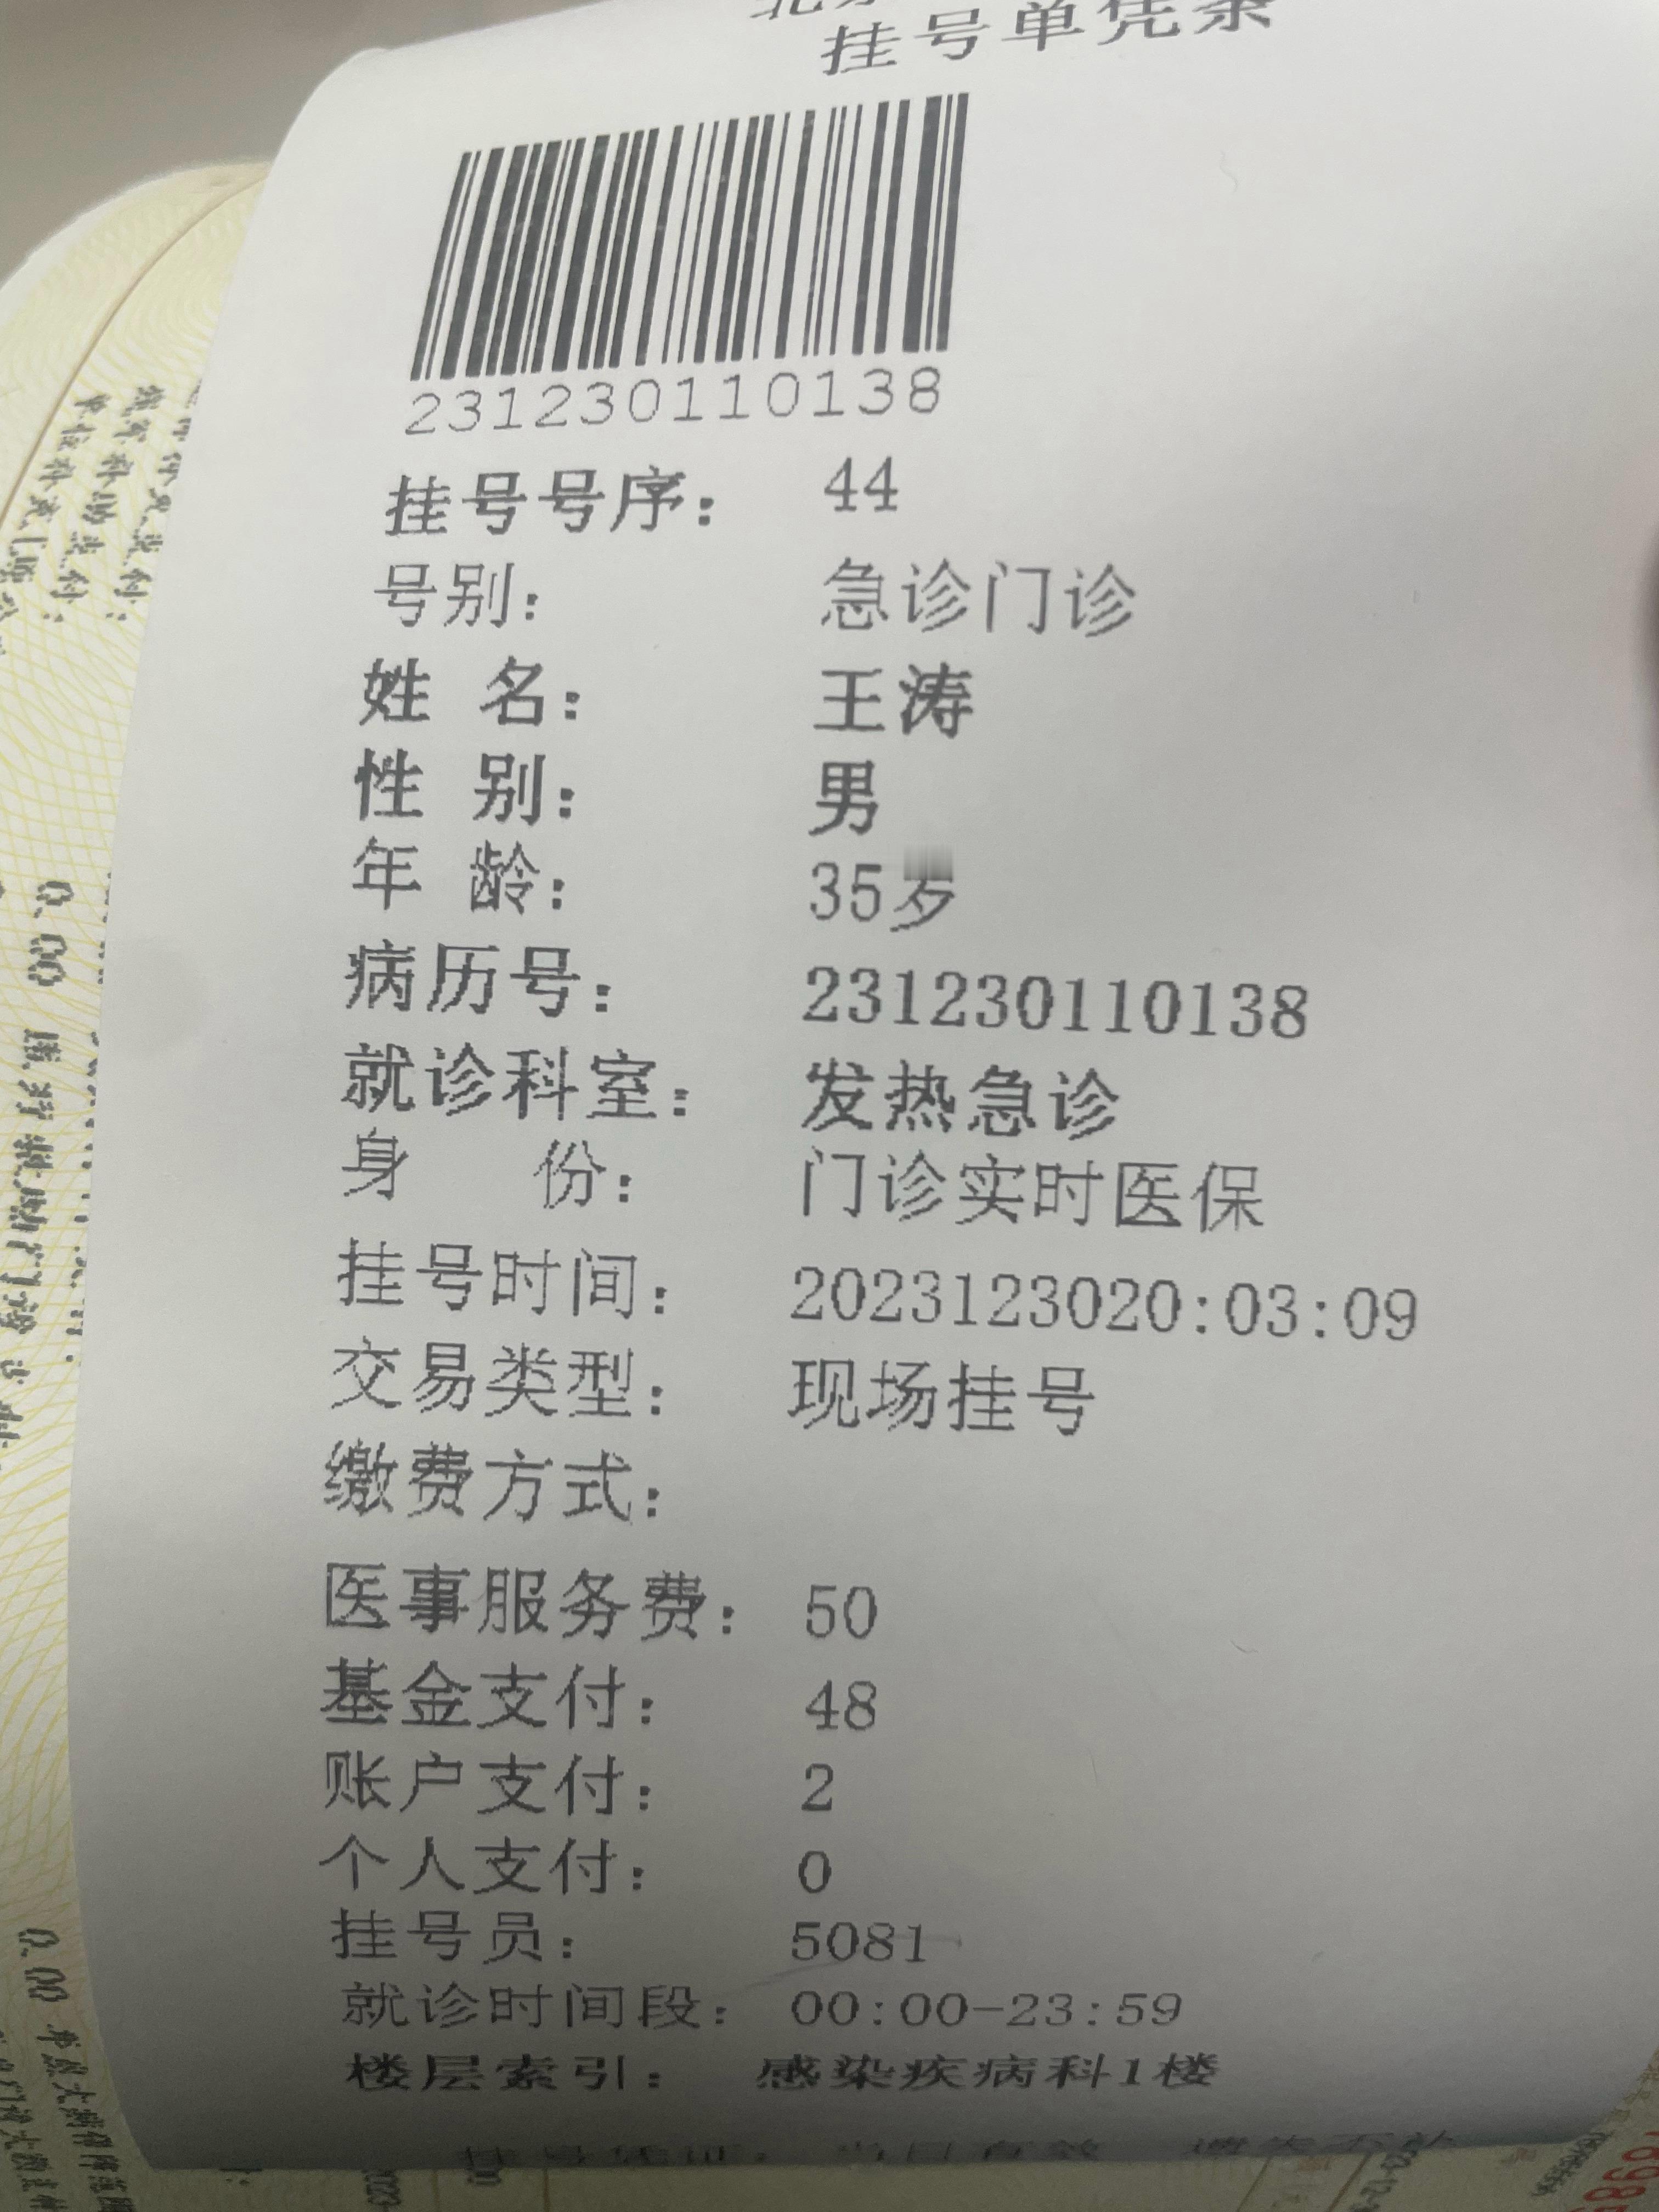 挂号单凭条
231230110138
挂号号序： 44
号别： 急诊门诊
姓 名： 王涛
性 别： 男
年 龄： 35岁
病历号： 231230110138
就诊科室： 发热急诊
身 份： 门诊实时医保
挂号时间： 2023123020:03:09
交易类型： 现场挂号
缴费方式：
医事服务费： 50
基金支付： 48
账户支付： 2
个人支付： 0
挂号员： 5081
就诊时间段： 00:00-23:59
楼层索引： 感染疾病科1楼
0.00
0.00